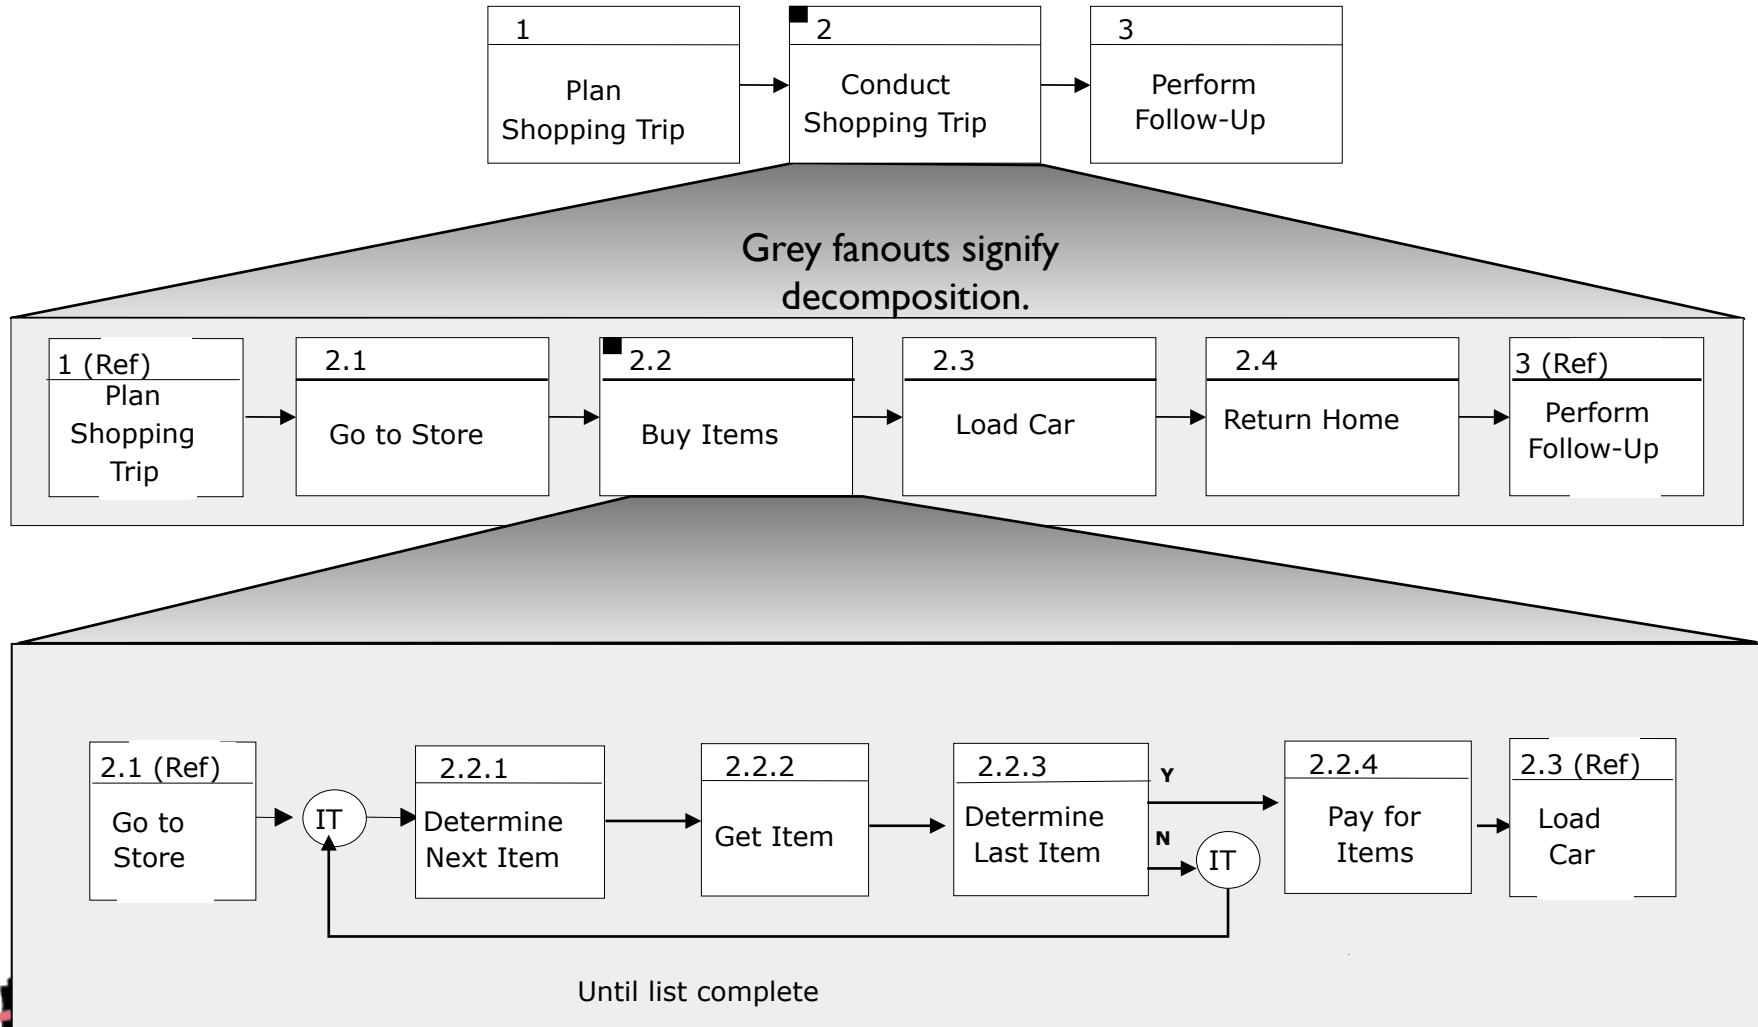 1
Plan
Shopping Trip
2
Conduct
Shopping Trip
3
Perform
Follow-Up
Grey fanouts signify
decomposition.
1 (Ref)
Plan
Shopping
Trip
2.1
Go to Store
2.2
Buy Items
2.3
Load Car
2.4
Return Home
3 (Ref)
Perform
Follow-Up
2.1 (Ref)
Go to
Store
IT
2.2.1
Determine
Next Item
2.2.2
Get Item
2.2.3
Determine
Last Item
Y
N
IT
2.2.4
Pay for
Items
2.3 (Ref)
Load
Car
Until list complete